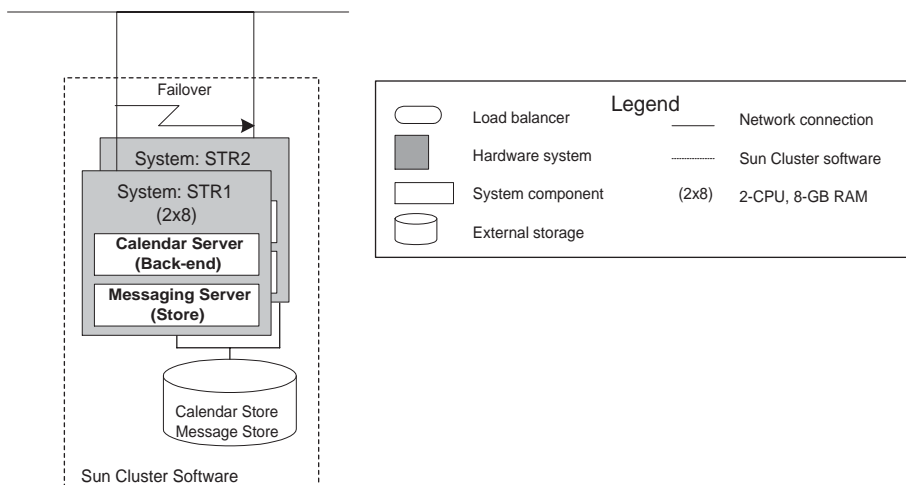 Failover
System: STR2
System: STR1
(2x8)
Calendar Server
(Back-end)
Messaging Server
(Store)
Calendar Store
Message Store
Sun Cluster Software
Legend
Load balancer
Hardware system
System component
External storage
Network connection
Sun Cluster software
(2x8) 2-CPU, 8-GB RAM